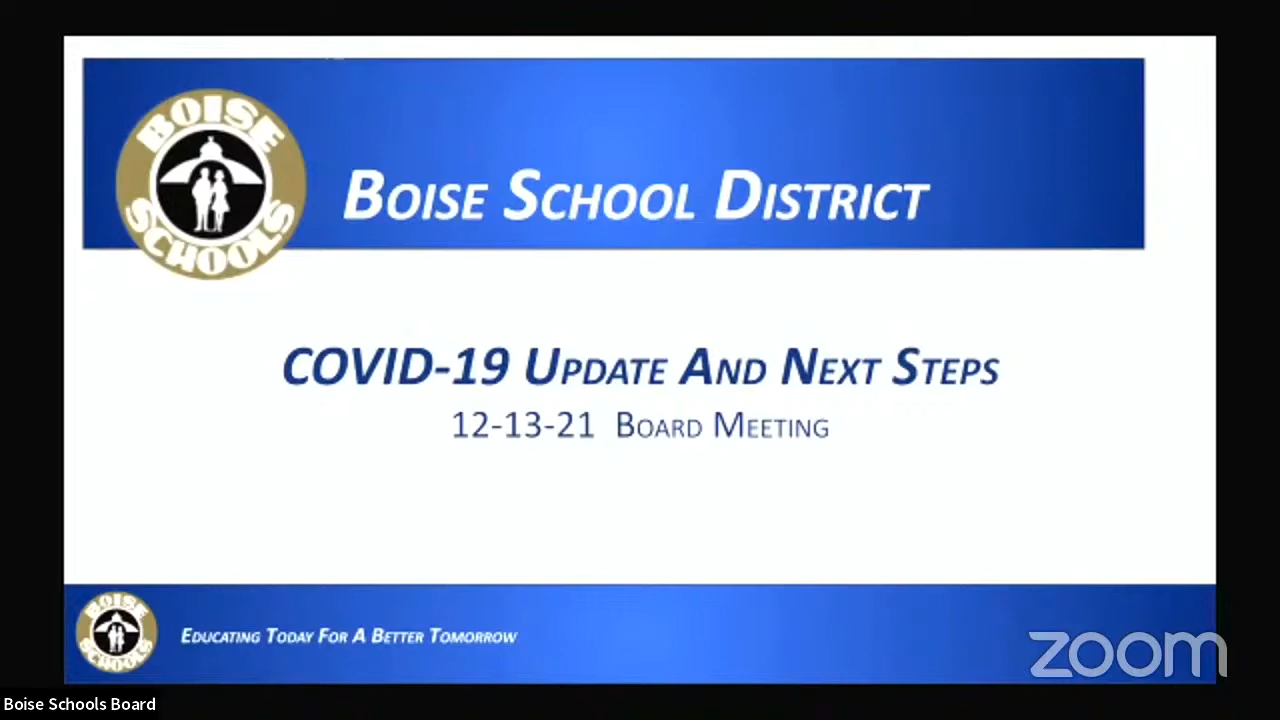 BOISE
SCHOOLS
BOISE SCHOOL DISTRICT
COVID-19 UPDATE AND NEXT STEPS
12-13-21 BOARD MEETING
BOISE
SCHOOLS
EDUCATING TODAY FOR A BETTER TOMORROW
zoom
Boise Schools Board